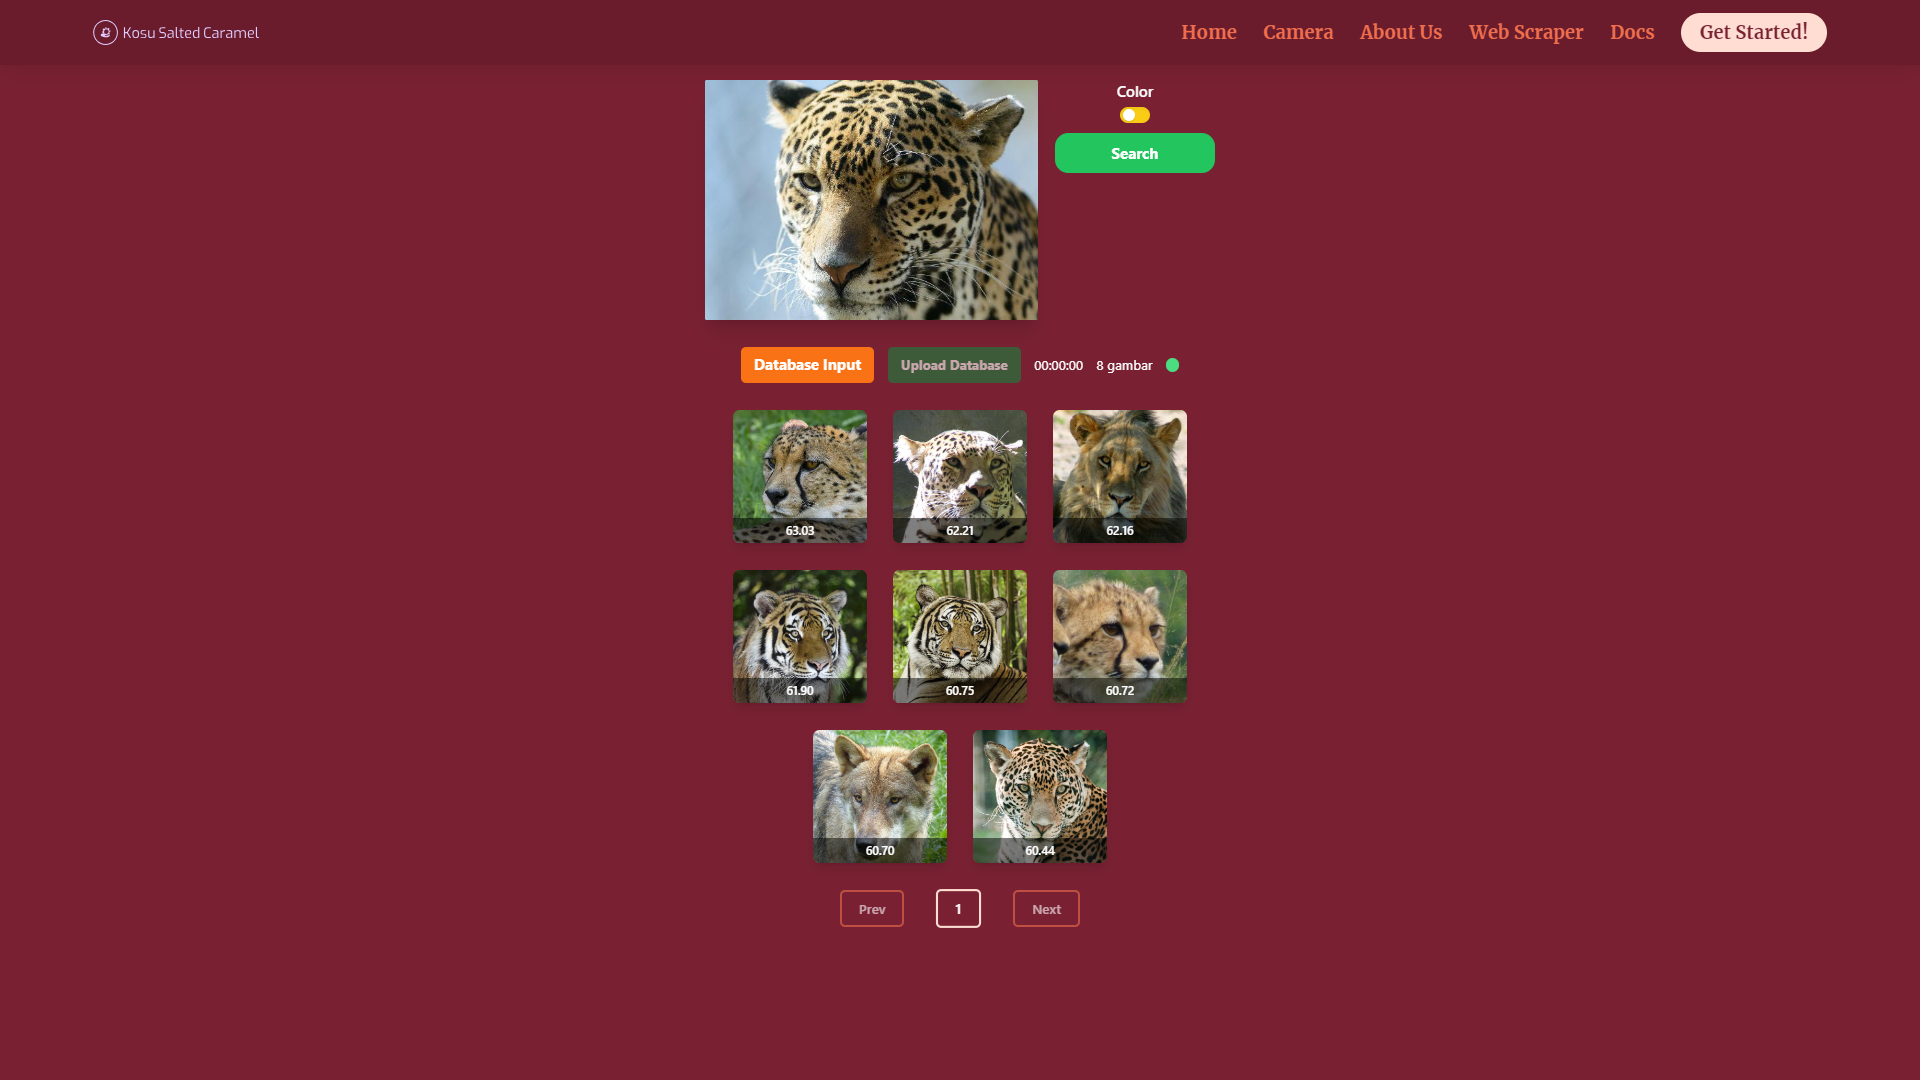 Kosu Salted Caramel
Home Camera About Us Web Scraper Docs Get Started!
Color
Search
Database Input Upload Database 00:00:00 8 gambar
63.03 62.21 62.16
61.90 60.75 60.72
60.70 60.44
Prev 1 Next